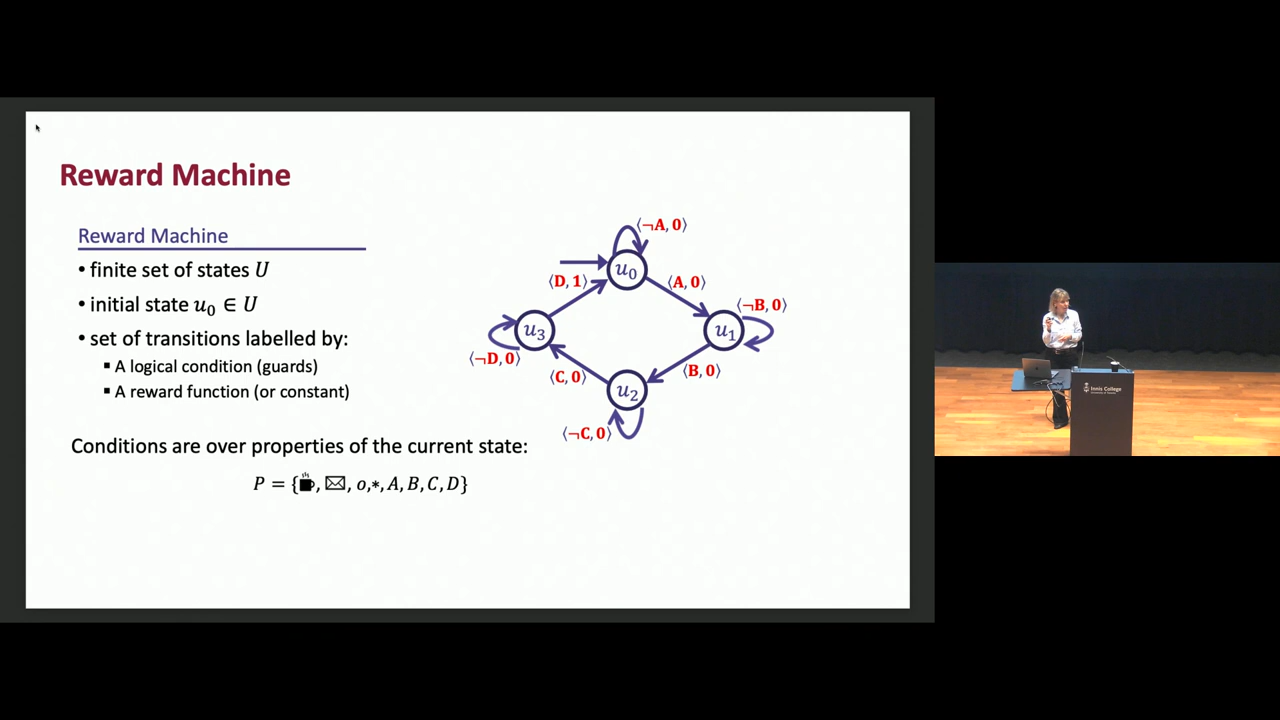 Reward Machine
Reward Machine
• finite set of states U
• initial state u₀ ∈ U
• set of transitions labelled by:
▪ A logical condition (guards)
▪ A reward function (or constant)
Conditions are over properties of the current state:
P = {☕, ✉, o,*, A, B, C, D}
⟨¬A, 0⟩
u₀
⟨D, 1⟩
⟨A, 0⟩
⟨¬B, 0⟩
u₃
u₁
⟨¬D, 0⟩
⟨C, 0⟩
⟨B, 0⟩
u₂
⟨¬C, 0⟩
Innis College